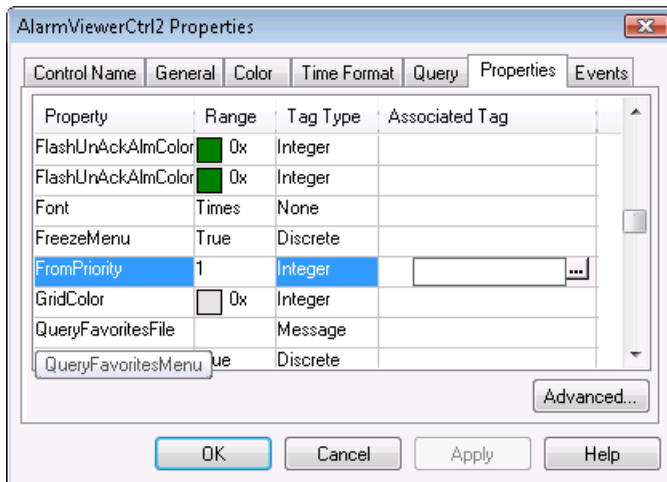 AlarmViewerCtrl2 Properties
Control Name General Color Time Format Query Properties Events
Property Range Tag Type Associated Tag
FlashUnAckAlmColor 0x Integer
FlashUnAckAlmColor 0x Integer
Font Times None
FreezeMenu True Discrete
FromPriority 1 Integer ...
GridColor 0x Integer
QueryFavoritesFile Message
QueryFavoritesMenu ue Discrete
Advanced...
OK Cancel Apply Help